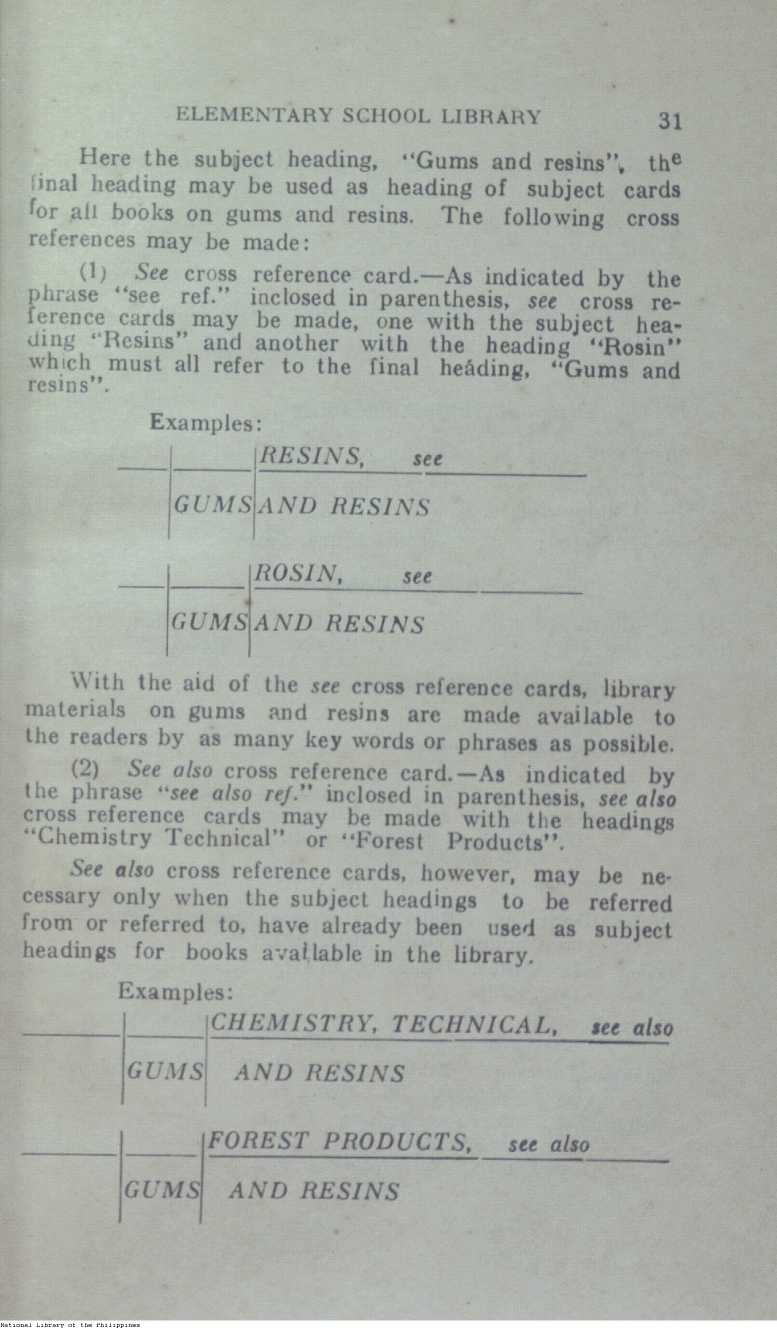 ELEMENTARY SCHOOL LIBRARY 31
Here the subject heading, "Gums and resins", the
final heading may be used as heading of subject cards
for all books on gums and resins. The following cross
references may be made:
(1) See cross reference card.—As indicated by the
phrase "see ref." inclosed in parenthesis, see cross re-
ference cards may be made, one with the subject hea-
ding "Resins" and another with the heading "Rosin"
which must all refer to the final heading, "Gums and
resins".
Examples:
RESINS, see
GUMS AND RESINS
ROSIN, see
GUMS AND RESINS
With the aid of the see cross reference cards, library
materials on gums and resins are made available to
the readers by as many key words or phrases as possible.
(2) See also cross reference card.—As indicated by
the phrase "see also ref." inclosed in parenthesis, see also
cross reference cards may be made with the headings
"Chemistry Technical" or "Forest Products".
See also cross reference cards, however, may be ne-
cessary only when the subject headings to be referred
from or referred to, have already been used as subject
headings for books available in the library.
Examples:
CHEMISTRY, TECHNICAL, see also
GUMS AND RESINS
FOREST PRODUCTS, see also
GUMS AND RESINS
National Library of the Philippines